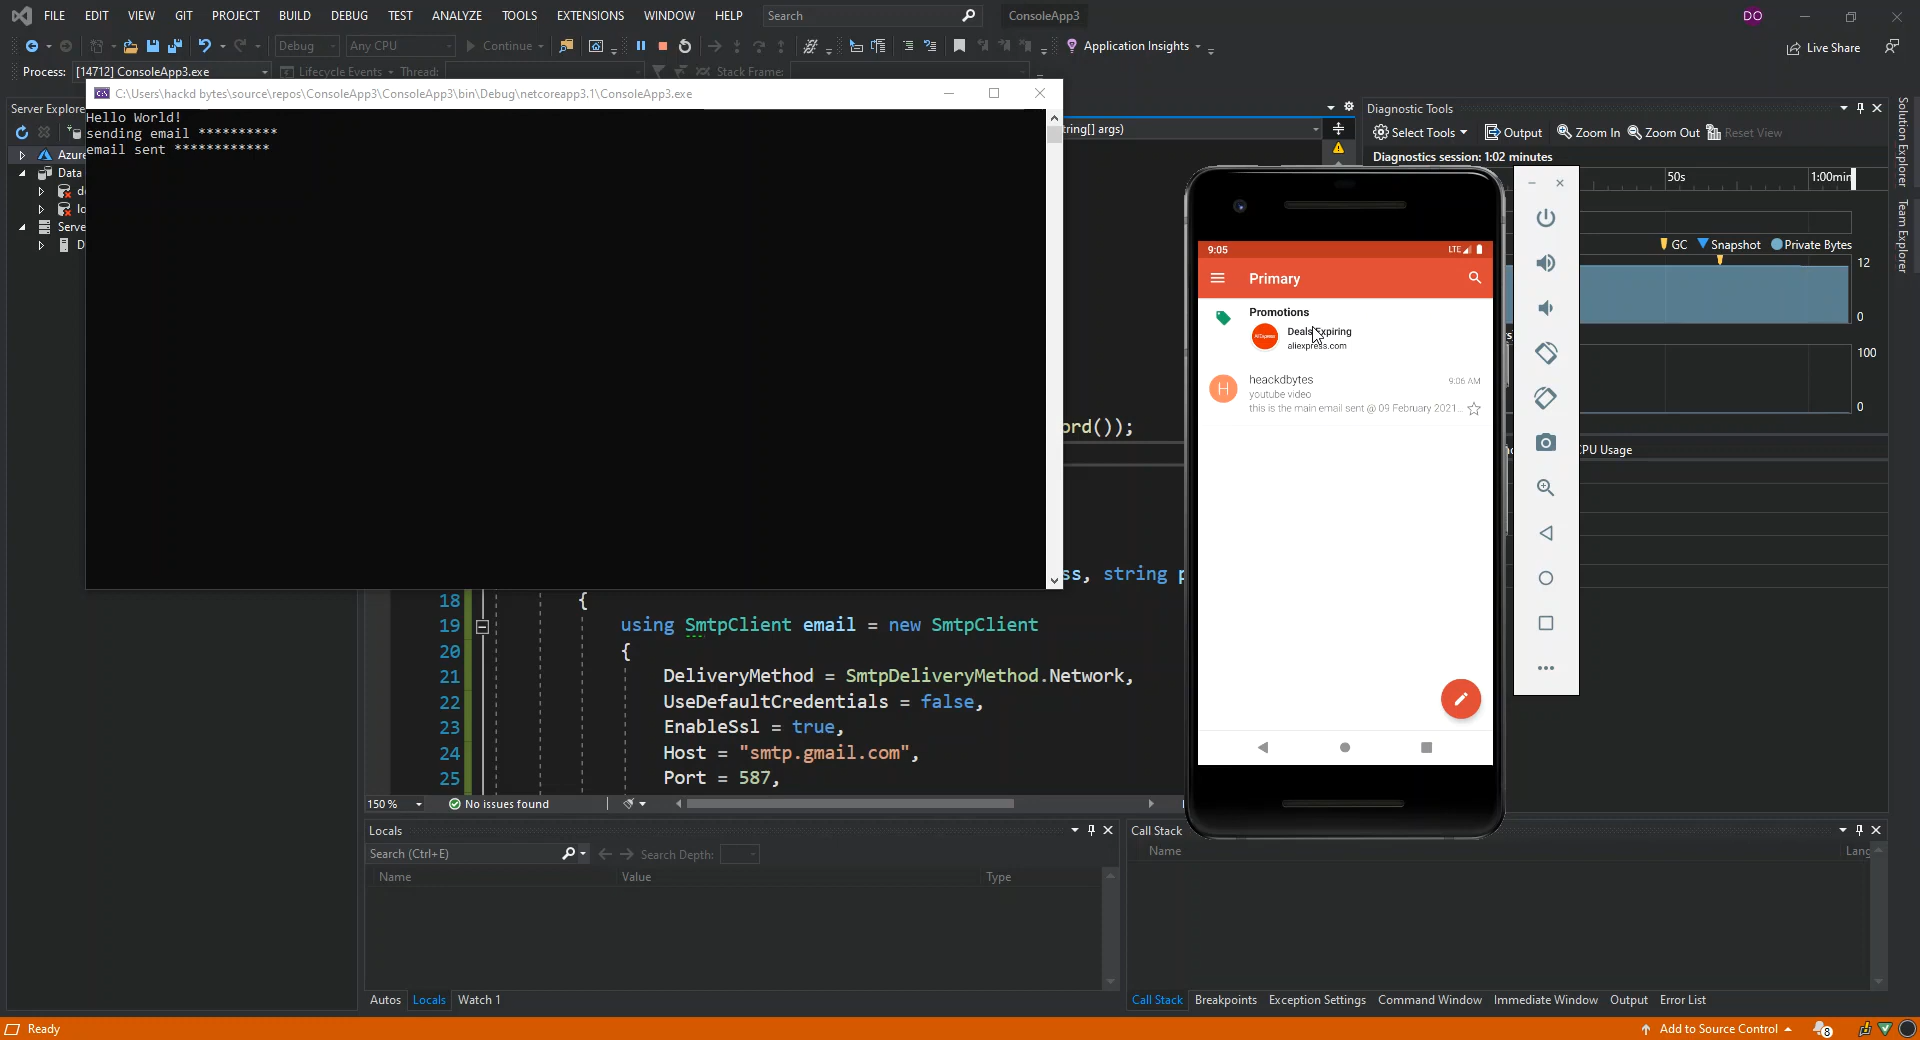 FILE EDIT VIEW GIT PROJECT BUILD DEBUG TEST ANALYZE TOOLS EXTENSIONS WINDOW HELP Search ConsoleApp3 DO
Debug Any CPU Continue Application Insights Live Share
Process: [14712] ConsoleApp3.exe Lifecycle Events Thread: Stack Frame:
C:\Users\hackd bytes\source\repos\ConsoleApp3\ConsoleApp3\bin\Debug\netcoreapp3.1\ConsoleApp3.exe
Hello World!
sending email **********
email sent ************
Server Explore
Azure
Data
Serve
D
tring[] args)
ord());
ss, string p
18 {
19 using SmtpClient email = new SmtpClient
20 {
21 DeliveryMethod = SmtpDeliveryMethod.Network,
22 UseDefaultCredentials = false,
23 EnableSsl = true,
24 Host = "smtp.gmail.com",
25 Port = 587,
150 % No issues found
Diagnostic Tools
Select Tools Output Zoom In Zoom Out Reset View
Diagnostics session: 1:02 minutes
50s 1:00min
GC Snapshot Private Bytes
12
0
100
0
CPU Usage
Solution Explorer
Team Explorer
9:05 LTE
Primary
Promotions
Deals Expiring
aliexpress.com
H
heackdbytes 9:06 AM
youtube video
this is the main email sent @ 09 February 2021...
Locals
Search (Ctrl+E) Search Depth:
Name Value Type
Autos Locals Watch 1
Call Stack
Name Lang
Call Stack Breakpoints Exception Settings Command Window Immediate Window Output Error List
Ready Add to Source Control 8